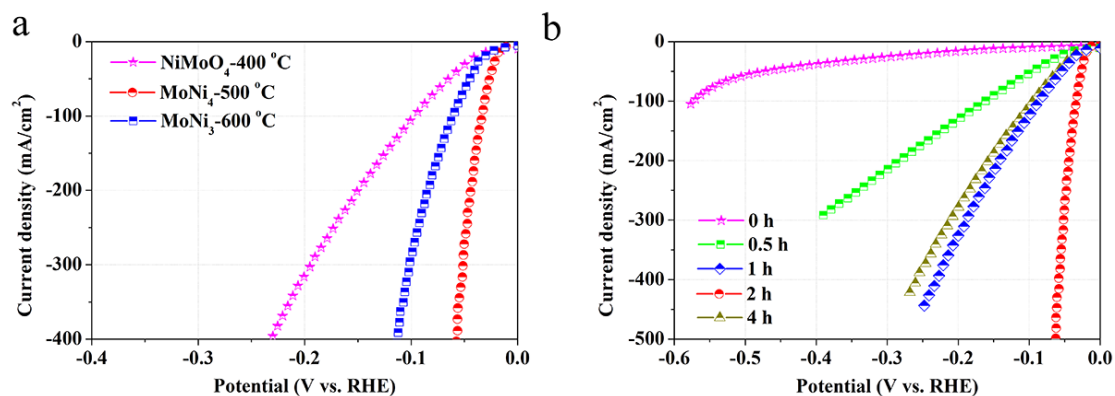 a
NiMoO₄-400 °C
MoNi₄-500 °C
MoNi₃-600 °C
0
-100
-200
-300
-400
-0.4
-0.3
-0.2
-0.1
0.0
Current density (mA/cm²)
Potential (V vs. RHE)
b
0 h
0.5 h
1 h
2 h
4 h
0
-100
-200
-300
-400
-500
-0.6
-0.5
-0.4
-0.3
-0.2
-0.1
0.0
Current density (mA/cm²)
Potential (V vs. RHE)